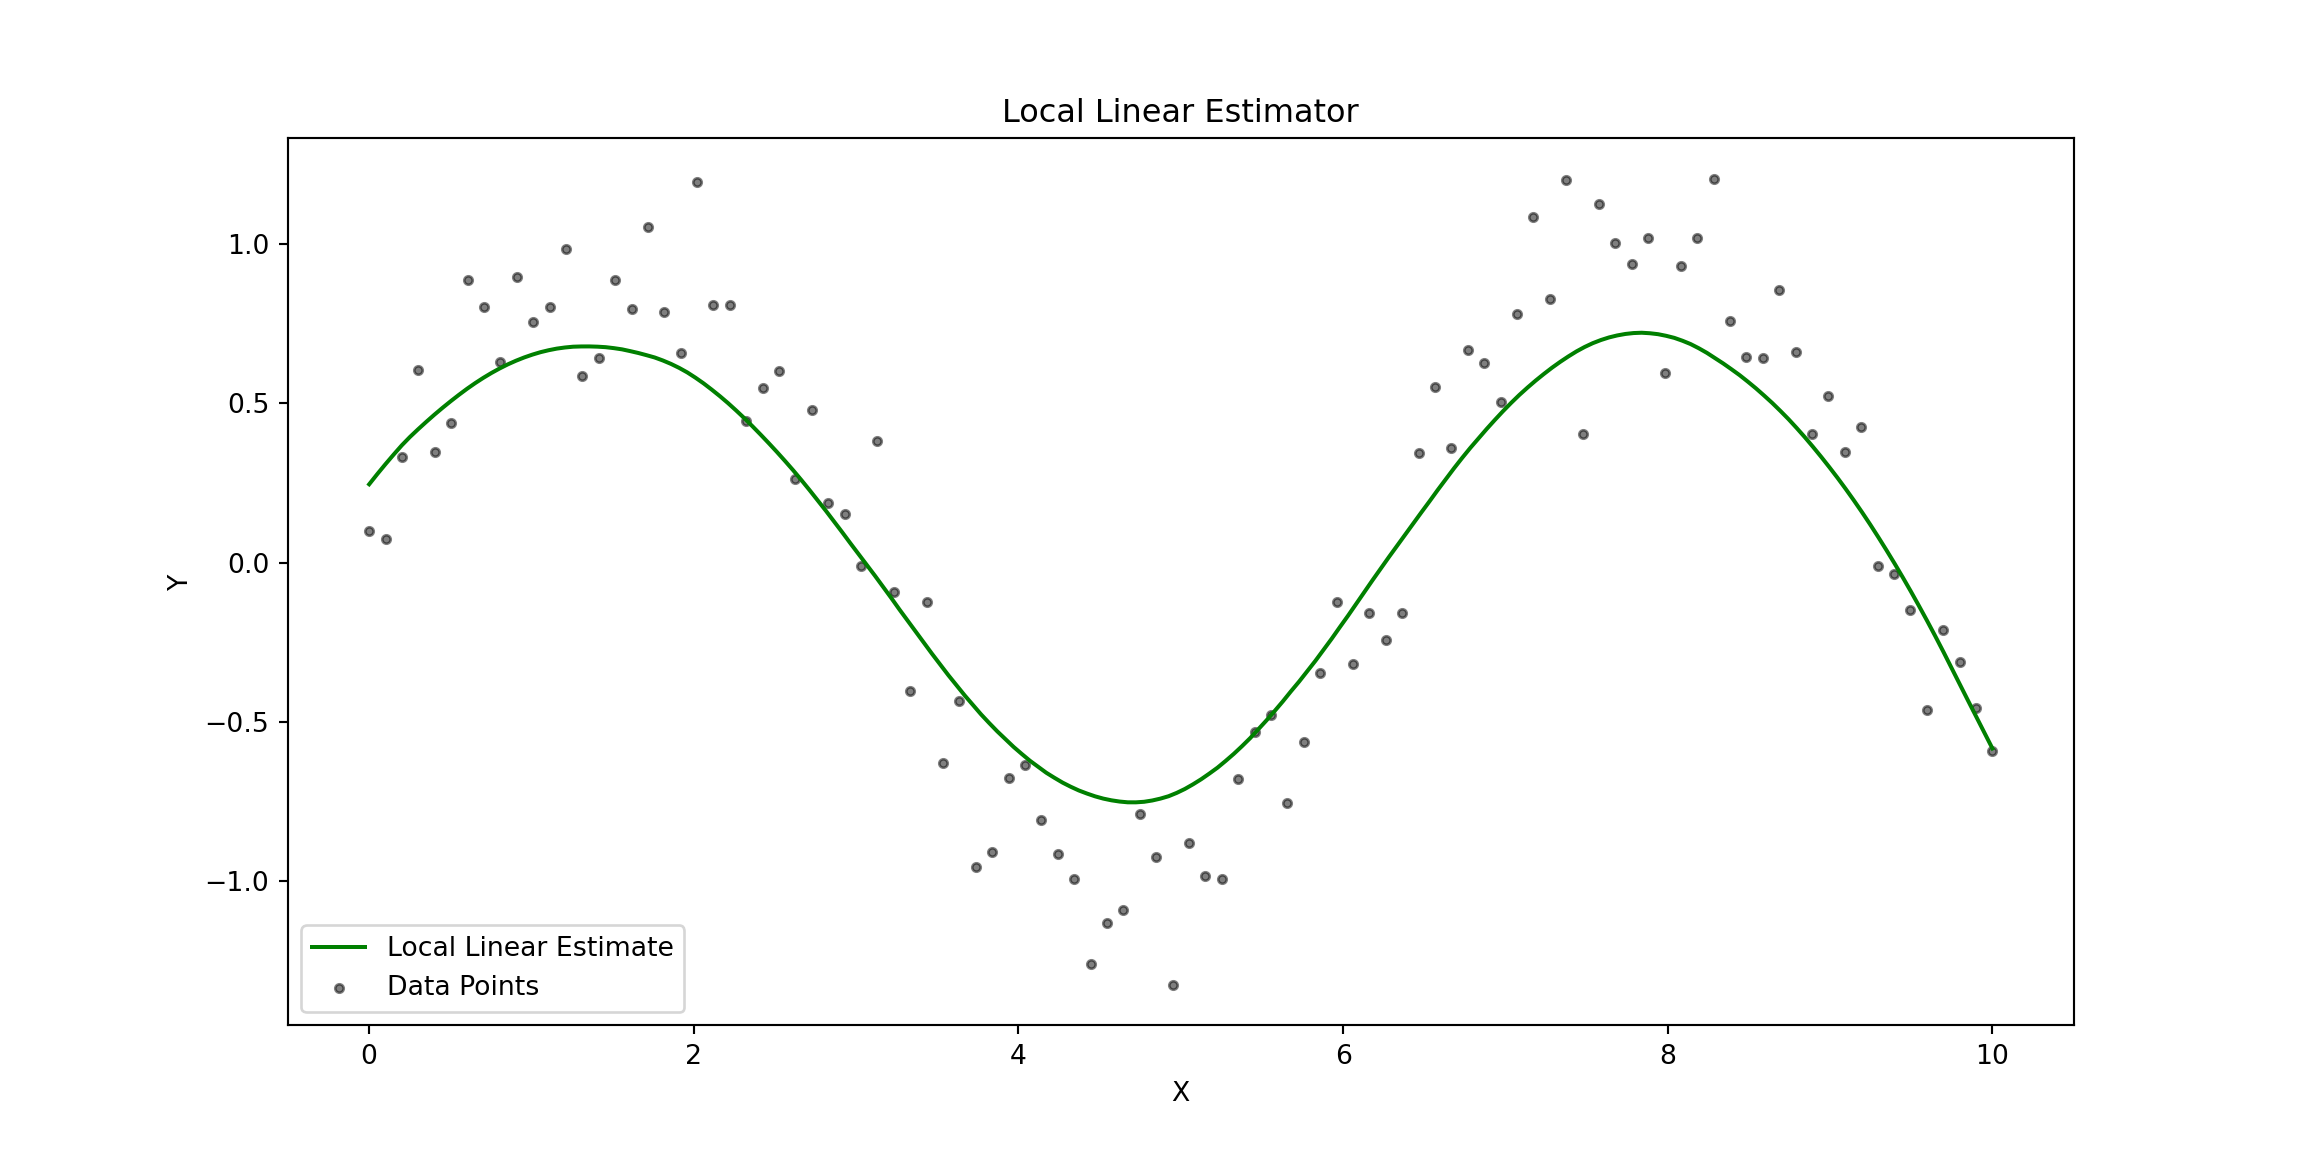 Local Linear Estimator
1.0
0.5
0.0
−0.5
−1.0
Y
Local Linear Estimate
Data Points
0 2 4 6 8 10
X